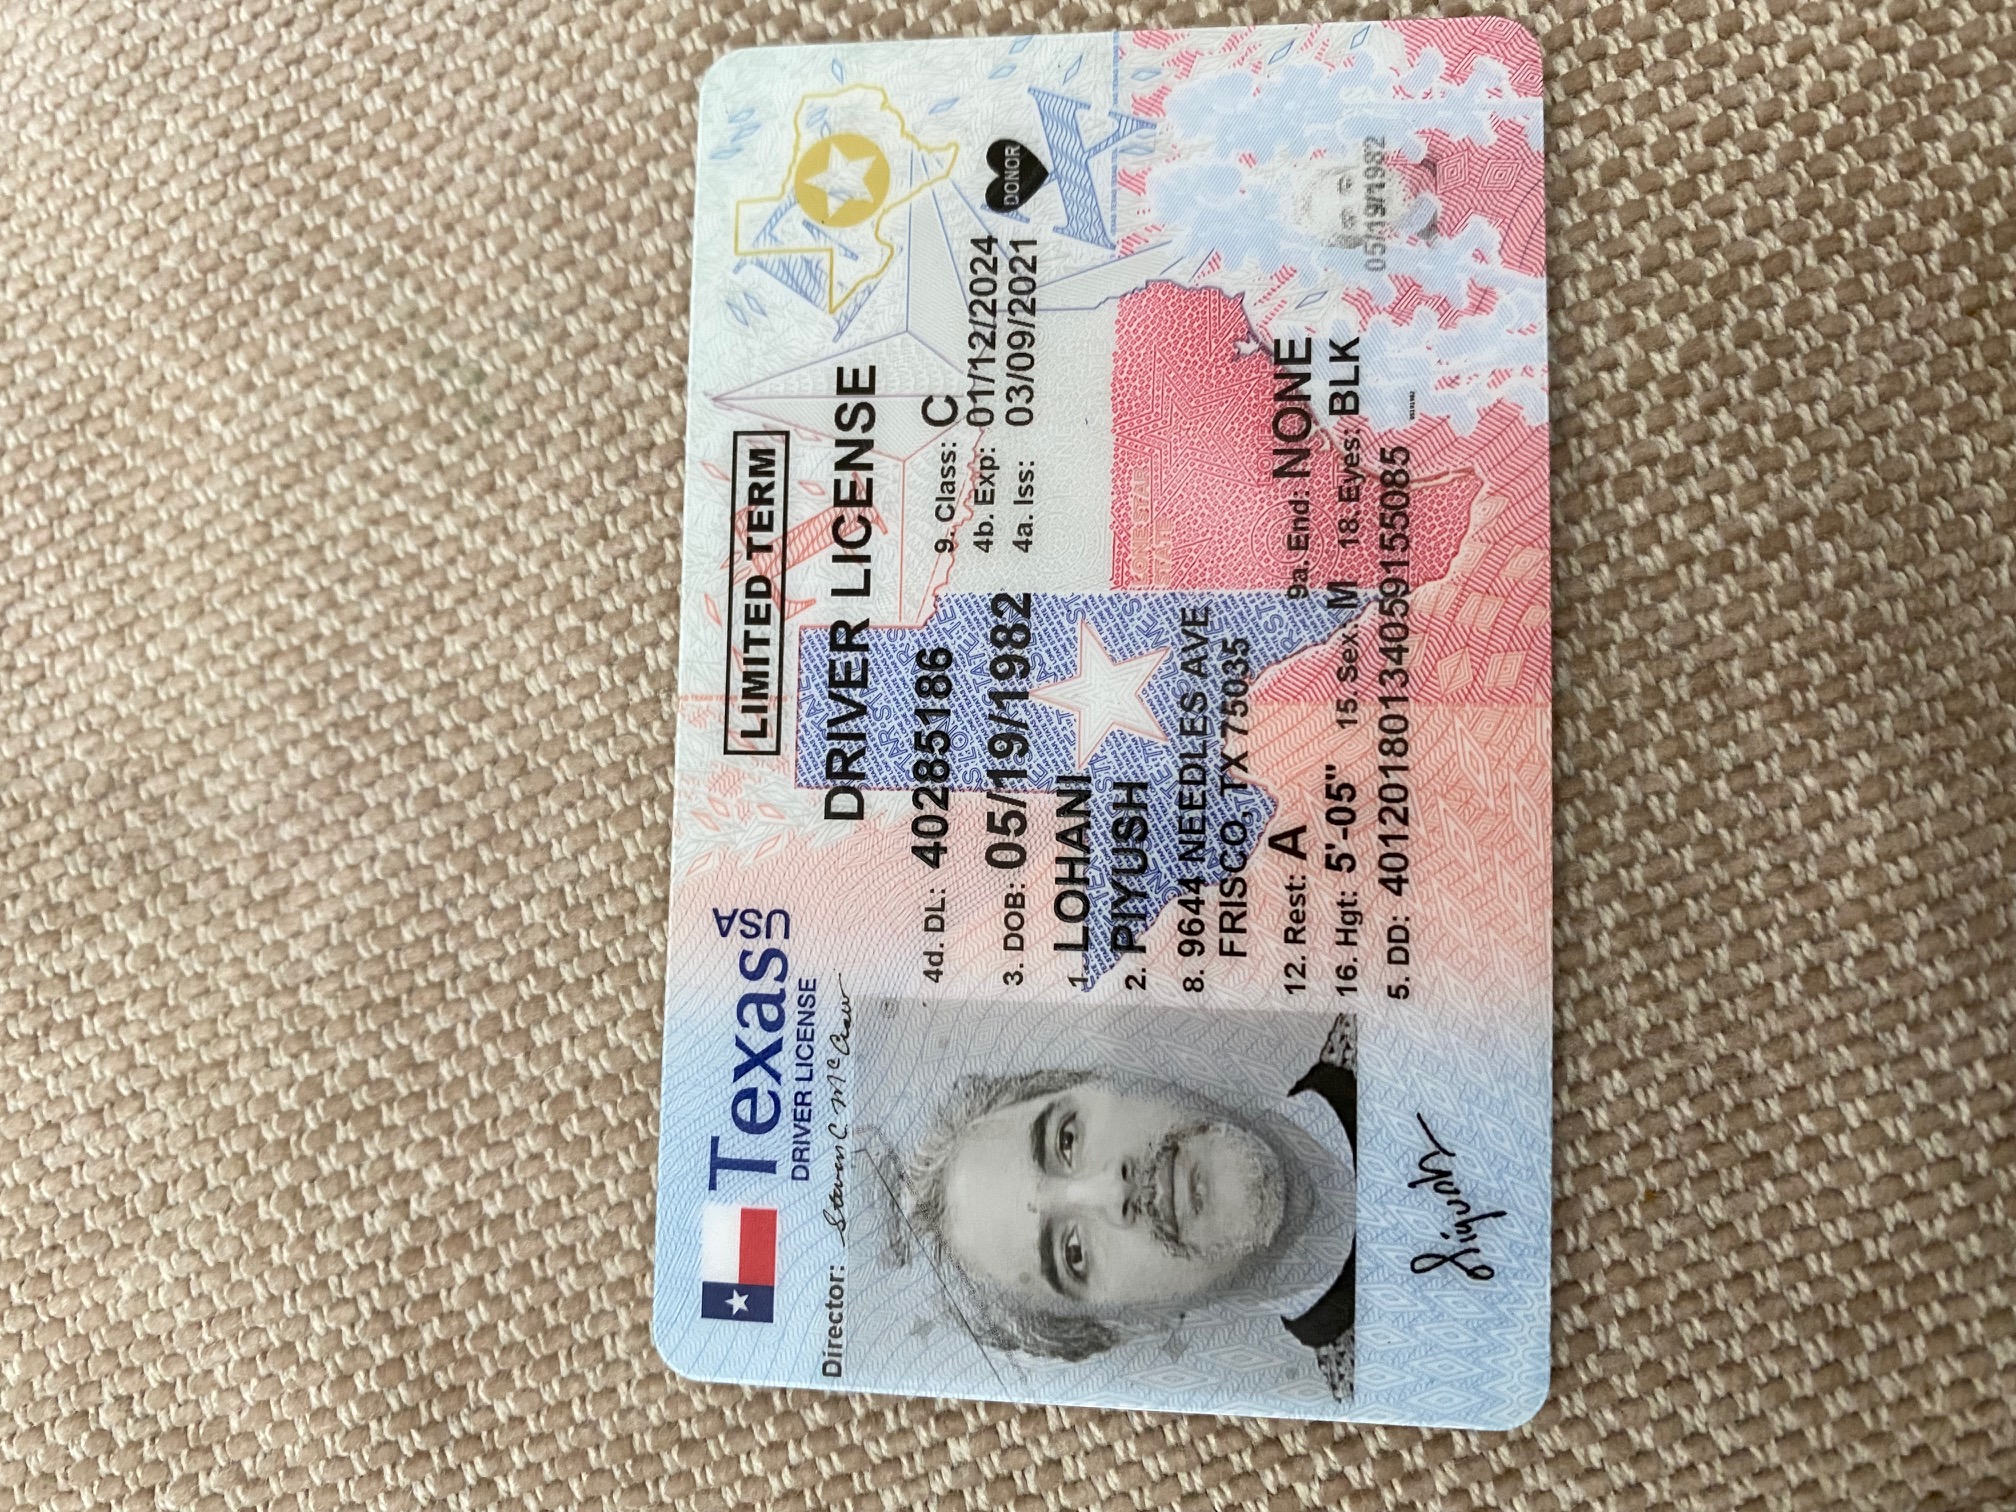 Texas USA
DRIVER LICENSE
Director: Steven C. McCraw
LIMITED TERM
DRIVER LICENSE
4d. DL: 40285186
9. Class: C
3. DOB: 05/19/1982
4b. Exp: 01/12/2024
4a. Iss: 03/09/2021
DONOR
1. LOHANI
2. PIYUSH
8. 9644 NEEDLES AVE
FRISCO, TX 75035
12. Rest: A
9a. End: NONE
16. Hgt: 5'-05" 15. Sex: M 18. Eyes: BLK
5. DD: 40120180134059155085
05/19/1982
Piyush
LONE STAR
STATE